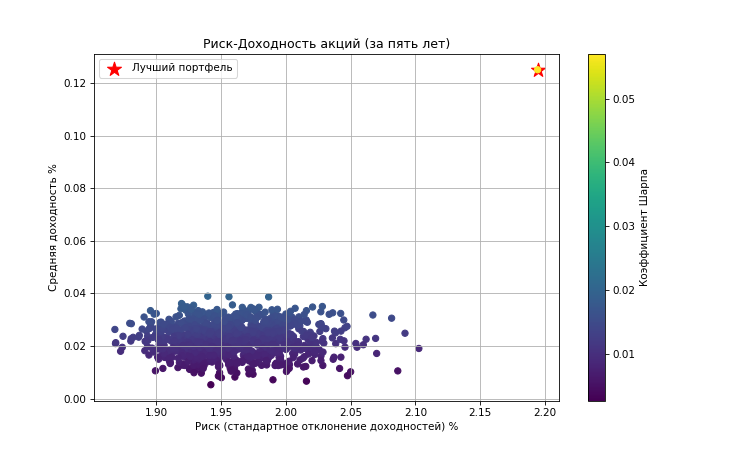 Риск-Доходность акций (за пять лет)
Лучший портфель
Средняя доходность %
0.12
0.10
0.08
0.06
0.04
0.02
0.00
1.90 1.95 2.00 2.05 2.10 2.15 2.20
Риск (стандартное отклонение доходностей) %
0.05
0.04
0.03
0.02
0.01
Коэффициент Шарпа